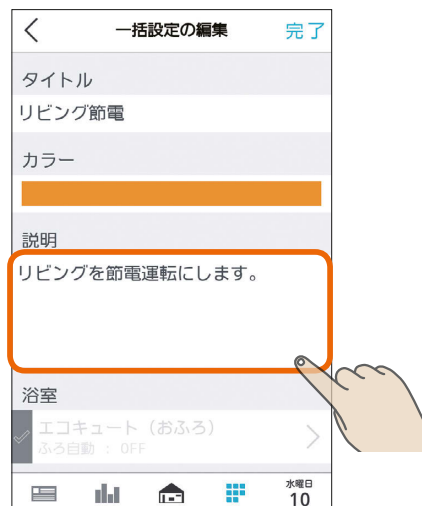 一括設定の編集 完了
タイトル
リビング節電
カラー
説明
リビングを節電運転にします。
浴室
エコキュート（おふろ）
ふろ自動 : OFF
水曜日
10